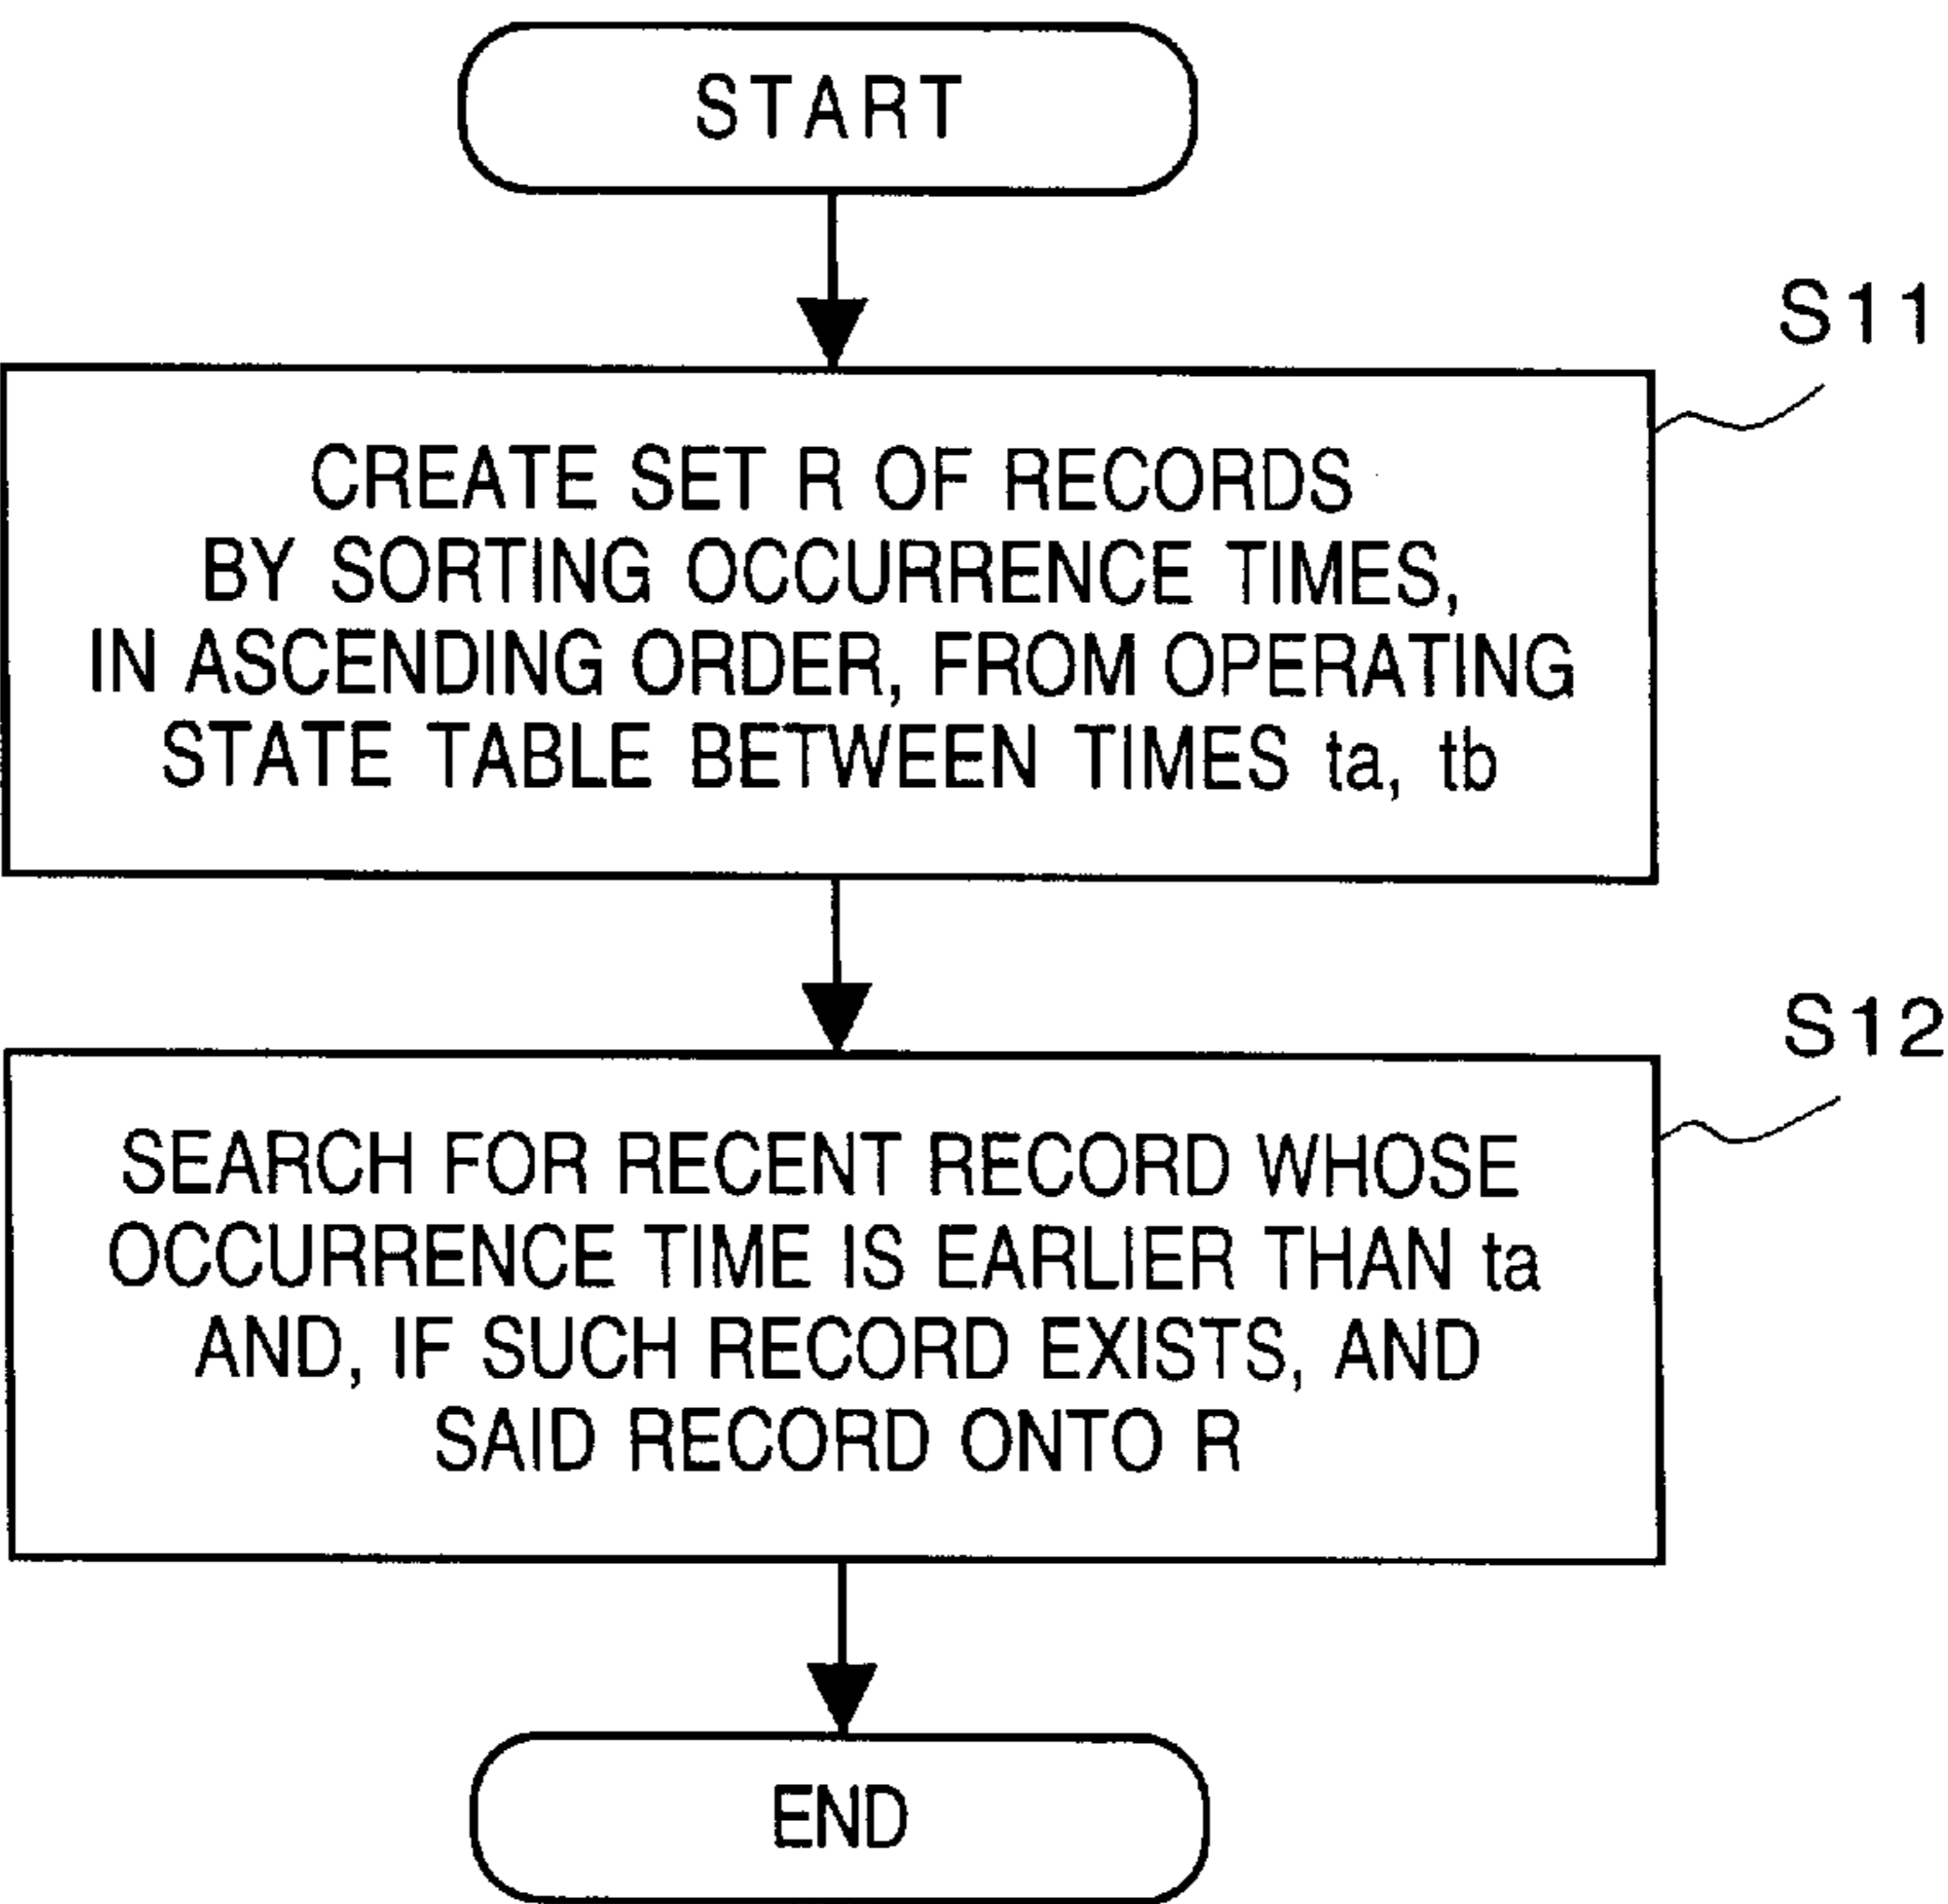 START
S11
CREATE SET R OF RECORDS
BY SORTING OCCURRENCE TIMES,
IN ASCENDING ORDER, FROM OPERATING
STATE TABLE BETWEEN TIMES ta, tb
S12
SEARCH FOR RECENT RECORD WHOSE
OCCURRENCE TIME IS EARLIER THAN ta
AND, IF SUCH RECORD EXISTS, AND
SAID RECORD ONTO R
END